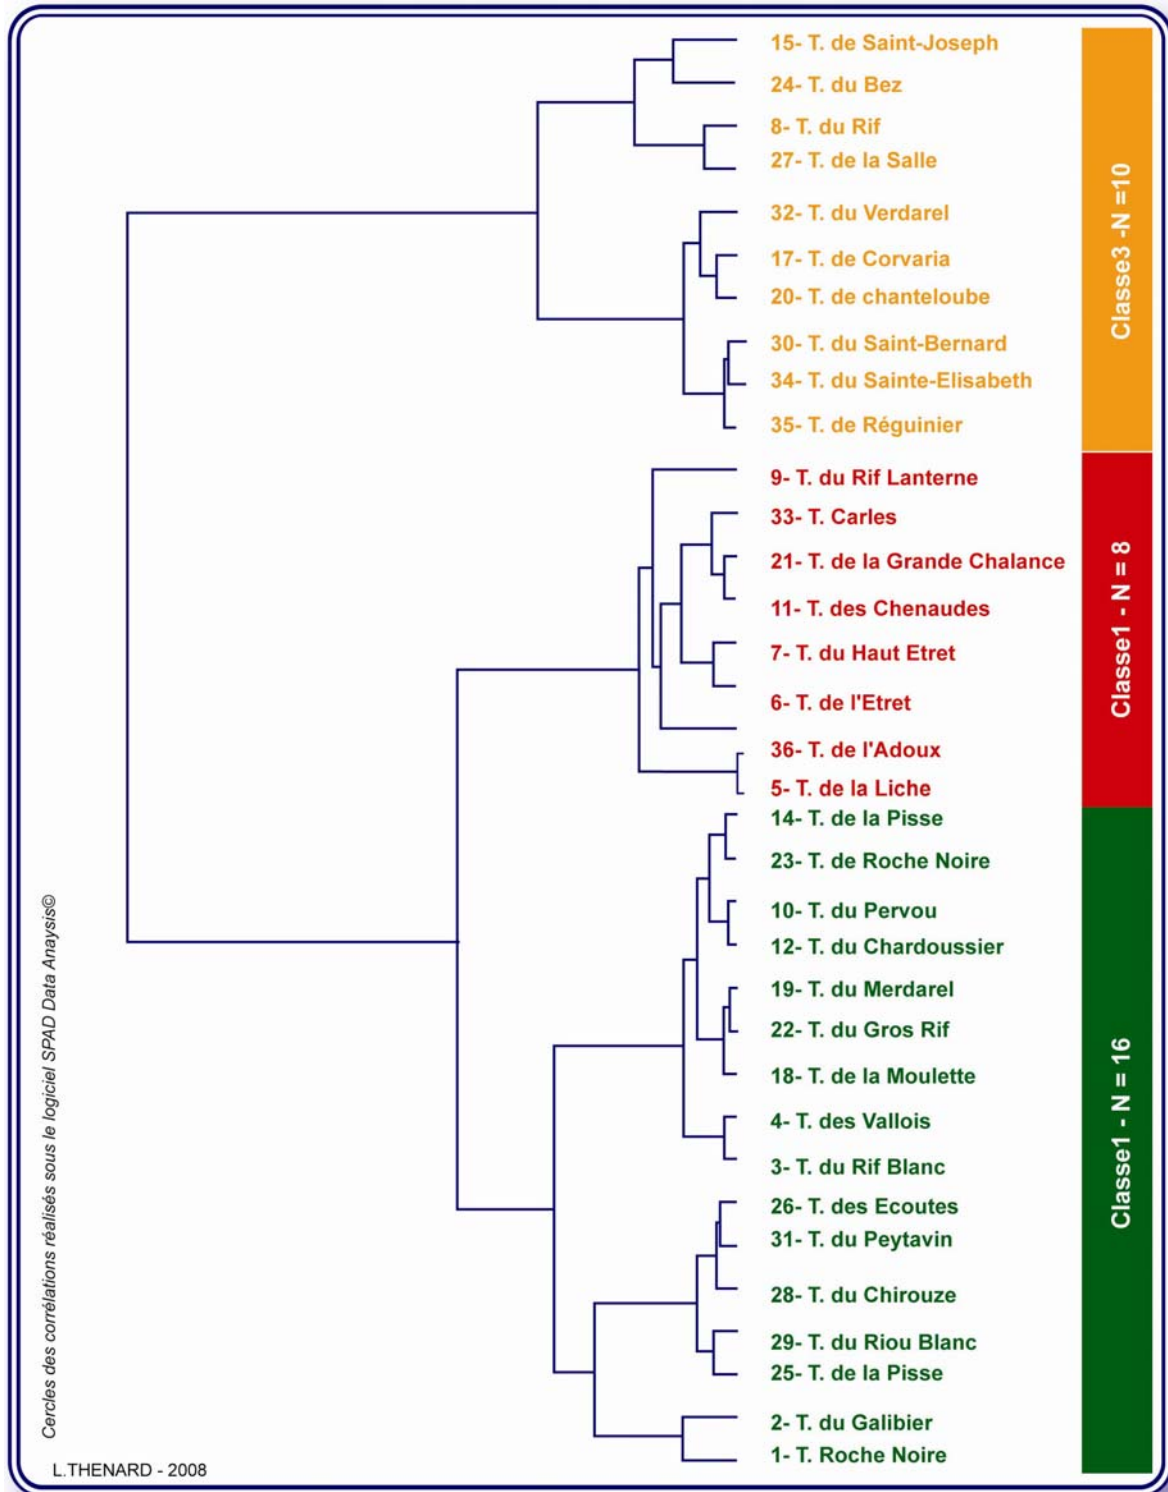 15- T. de Saint-Joseph
24- T. du Bez
8- T. du Rif
27- T. de la Salle
32- T. du Verdarel
17- T. de Corvaria
20- T. de chanteloube
30- T. du Saint-Bernard
34- T. du Sainte-Elisabeth
35- T. de Réguinier
Classe3 -N =10
9- T. du Rif Lanterne
33- T. Carles
21- T. de la Grande Chalance
11- T. des Chenaudes
7- T. du Haut Etret
6- T. de l'Etret
36- T. de l'Adoux
5- T. de la Liche
Classe1 - N = 8
14- T. de la Pisse
23- T. de Roche Noire
10- T. du Pervou
12- T. du Chardoussier
19- T. du Merdarel
22- T. du Gros Rif
18- T. de la Moulette
4- T. des Vallois
3- T. du Rif Blanc
26- T. des Ecoutes
31- T. du Peytavin
28- T. du Chirouze
29- T. du Riou Blanc
25- T. de la Pisse
2- T. du Galibier
1- T. Roche Noire
Classe1 - N = 16
Cercles des corrélations réalisés sous le logiciel SPAD Data Anaysis©
L.THENARD - 2008